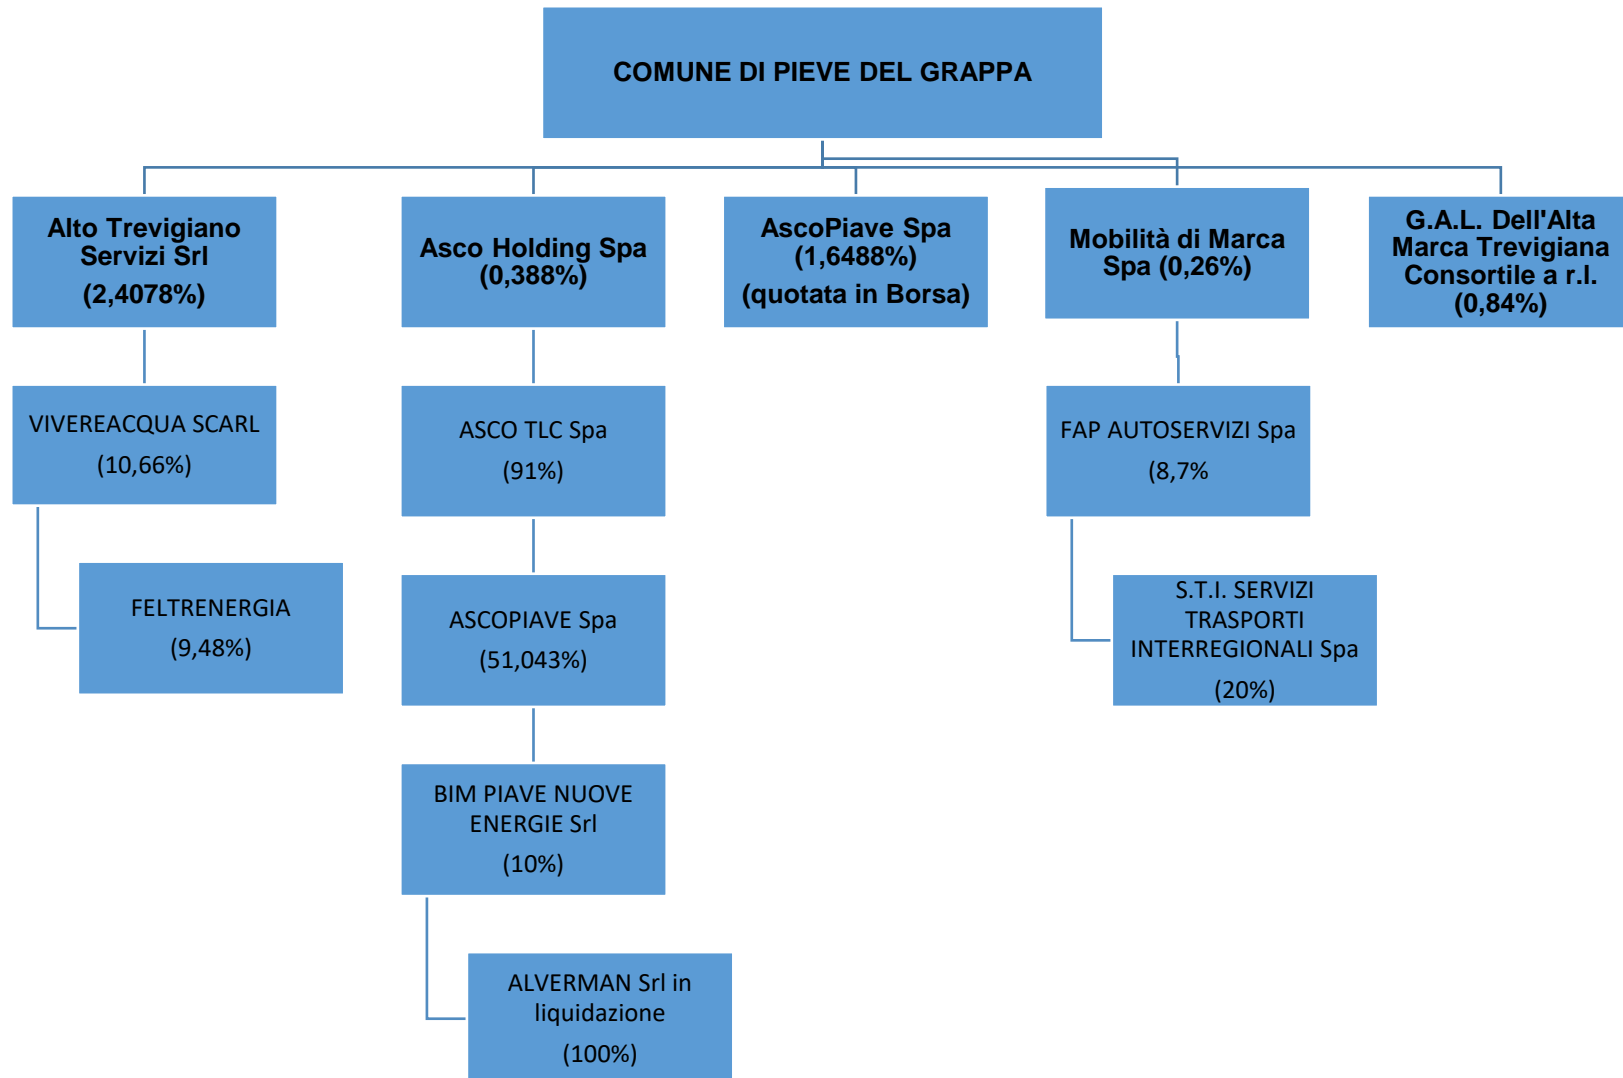 COMUNE DI PIEVE DEL GRAPPA
Alto Trevigiano
Servizi Srl
(2,4078%)
Asco Holding Spa
(0,388%)
AscoPiave Spa
(1,6488%)
(quotata in Borsa)
Mobilità di Marca
Spa (0,26%)
G.A.L. Dell'Alta
Marca Trevigiana
Consortile a r.l.
(0,84%)
VIVEREACQUA SCARL
(10,66%)
ASCO TLC Spa
(91%)
FAP AUTOSERVIZI Spa
(8,7%
FELTRENERGIA
(9,48%)
ASCOPIAVE Spa
(51,043%)
S.T.I. SERVIZI
TRASPORTI
INTERREGIONALI Spa
(20%)
BIM PIAVE NUOVE
ENERGIE Srl
(10%)
ALVERMAN Srl in
liquidazione
(100%)